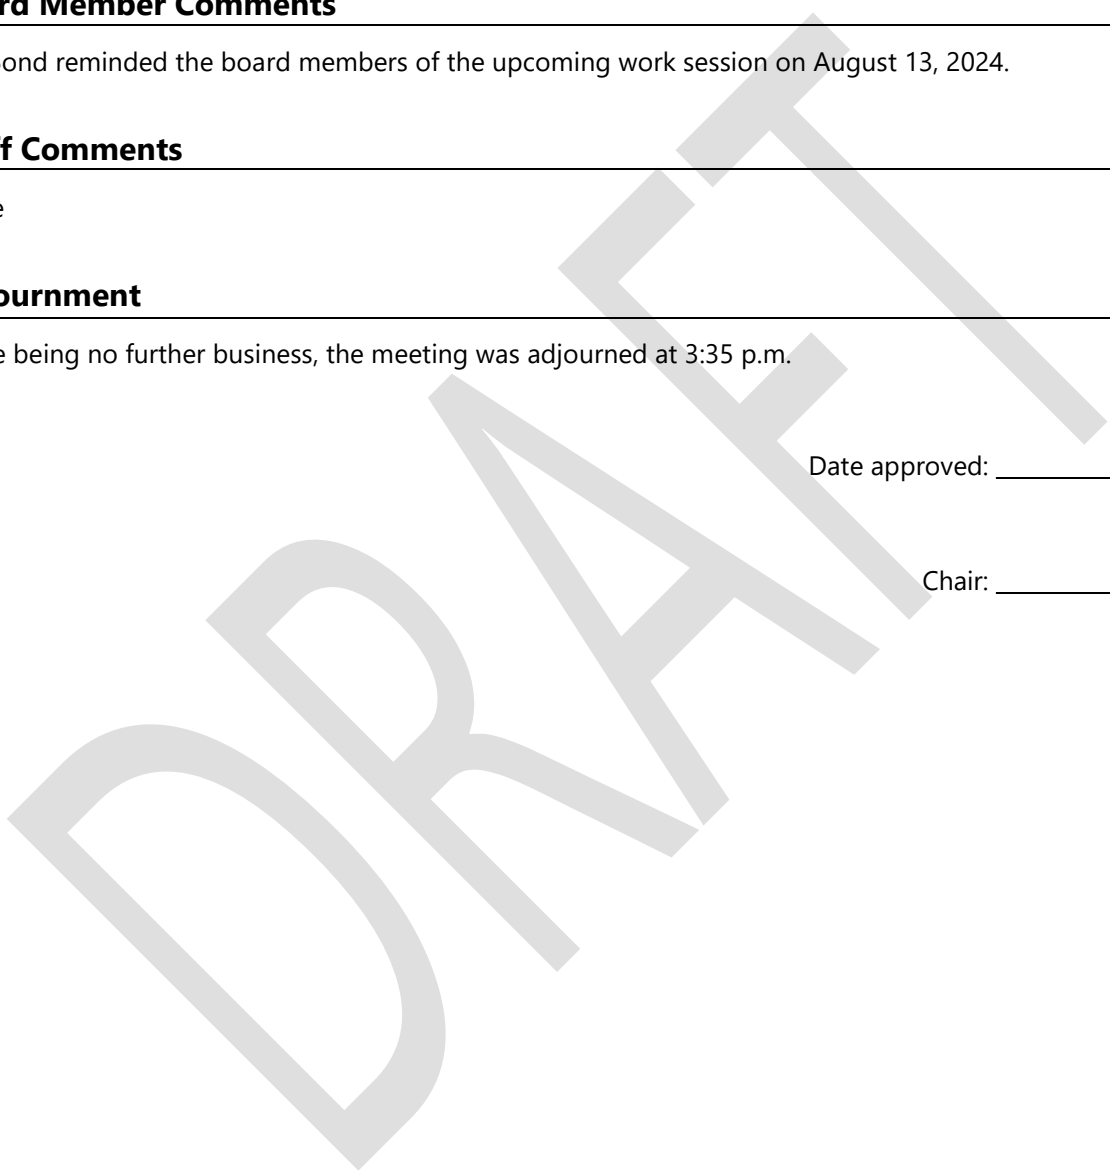 rd Member Comments
ond reminded the board members of the upcoming work session on August 13, 2024.
f Comments
e
ournment
e being no further business, the meeting was adjourned at 3:35 p.m.
Date approved:
Chair:
DRAFT